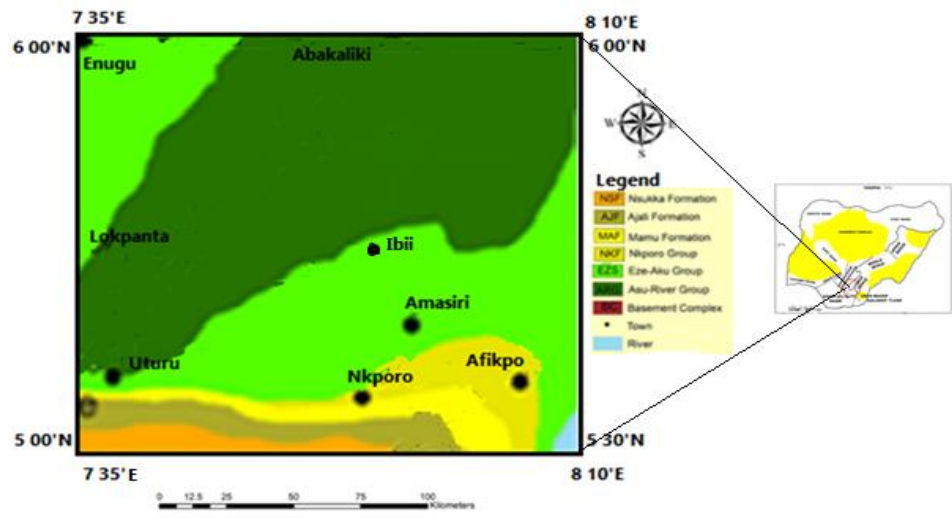 7 35'E
8 10'E
6 00'N
6 00'N
Enugu
Abakaliki
N
W E
S
Legend
NSF Nsukka Formation
AJF Ajali Formation
MAF Mamu Formation
NKF Nkporo Group
EZS Eze-Aku Group
ARG Asu-River Group
BC Basement Complex
Town
River
Lokpanta
Ibii
Amasiri
Uturu
Nkporo
Afikpo
5 00'N
5 30'N
7 35'E
8 10'E
0 12.5 25 50 75 100
Kilometers